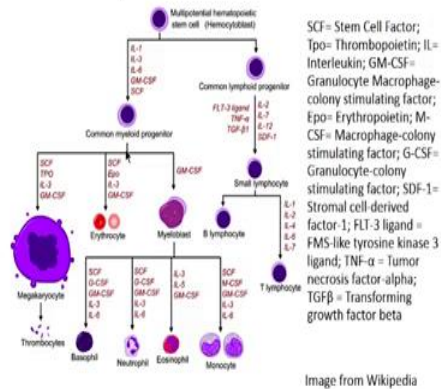 Multipotential hematopoietic
stem cell (Hemocytoblast)
IL-1
IL-3
IL-6
GM-CSF
SCF
Common lymphoid progenitor
FLT-3 ligand
TNF-α
TGF-β1
IL-2
IL-7
IL-12
SDF-1
Common myeloid progenitor
SCF
TPO
IL-3
GM-CSF
SCF
Epo
IL-3
GM-CSF
GM-CSF
Small lymphocyte
Megakaryocyte
Erythrocyte
Myeloblast
B lymphocyte
IL-1
IL-2
IL-4
IL-6
IL-7
T lymphocyte
Thrombocytes
SCF
G-CSF
GM-CSF
IL-3
IL-6
SCF
G-CSF
GM-CSF
IL-3
IL-6
IL-3
IL-5
GM-CSF
SCF
M-CSF
GM-CSF
IL-3
IL-6
Basophil
Neutrophil
Eosinophil
Monocyte
SCF= Stem Cell Factor;
Tpo= Thrombopoietin; IL=
Interleukin; GM-CSF=
Granulocyte Macrophage-
colony stimulating factor;
Epo= Erythropoietin; M-
CSF= Macrophage-colony
stimulating factor; G-CSF=
Granulocyte-colony
stimulating factor; SDF-1=
Stromal cell-derived
factor-1; FLT-3 ligand =
FMS-like tyrosine kinase 3
ligand; TNF-α = Tumor
necrosis factor-alpha;
TGFβ = Transforming
growth factor beta
Image from Wikipedia